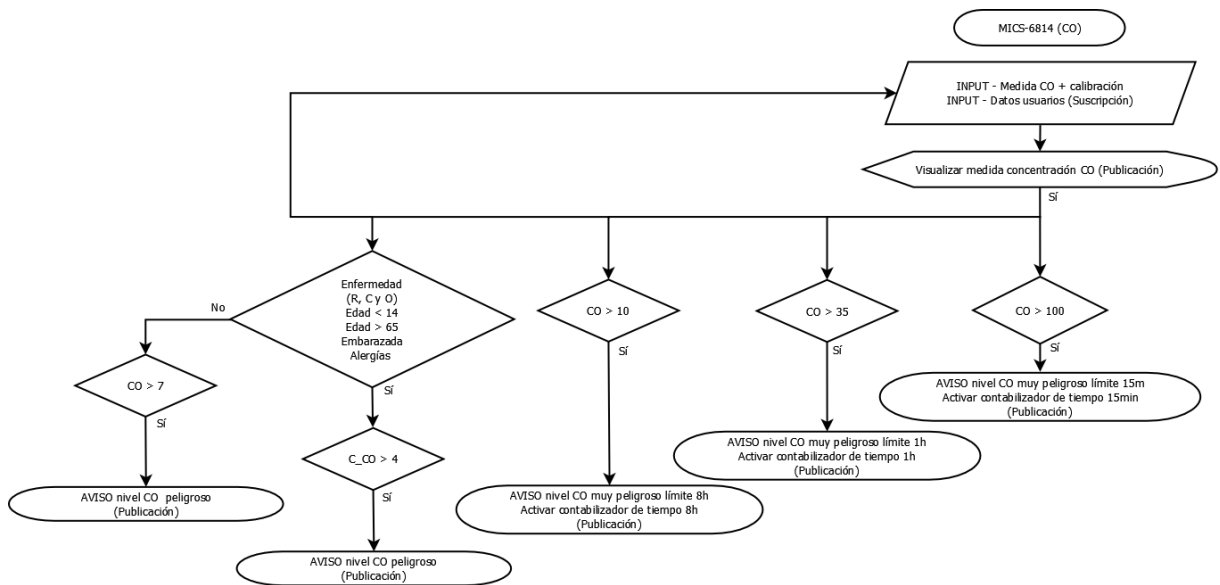 MICS-6814 (CO)
INPUT - Medida CO + calibración
INPUT - Datos usuarios (Suscripción)
Visualizar medida concentración CO (Publicación)
Sí
Enfermedad
(R, C y O)
Edad < 14
Edad > 65
Embarazada
Alergías
No
Sí
CO > 7
Sí
AVISO nivel CO peligroso
(Publicación)
C_CO > 4
Sí
AVISO nivel CO peligroso
(Publicación)
CO > 10
Sí
AVISO nivel CO muy peligroso límite 8h
Activar contabilizador de tiempo 8h
(Publicación)
CO > 35
Sí
AVISO nivel CO muy peligroso límite 1h
Activar contabilizador de tiempo 1h
(Publicación)
CO > 100
Sí
AVISO nivel CO muy peligroso límite 15m
Activar contabilizador de tiempo 15min
(Publicación)